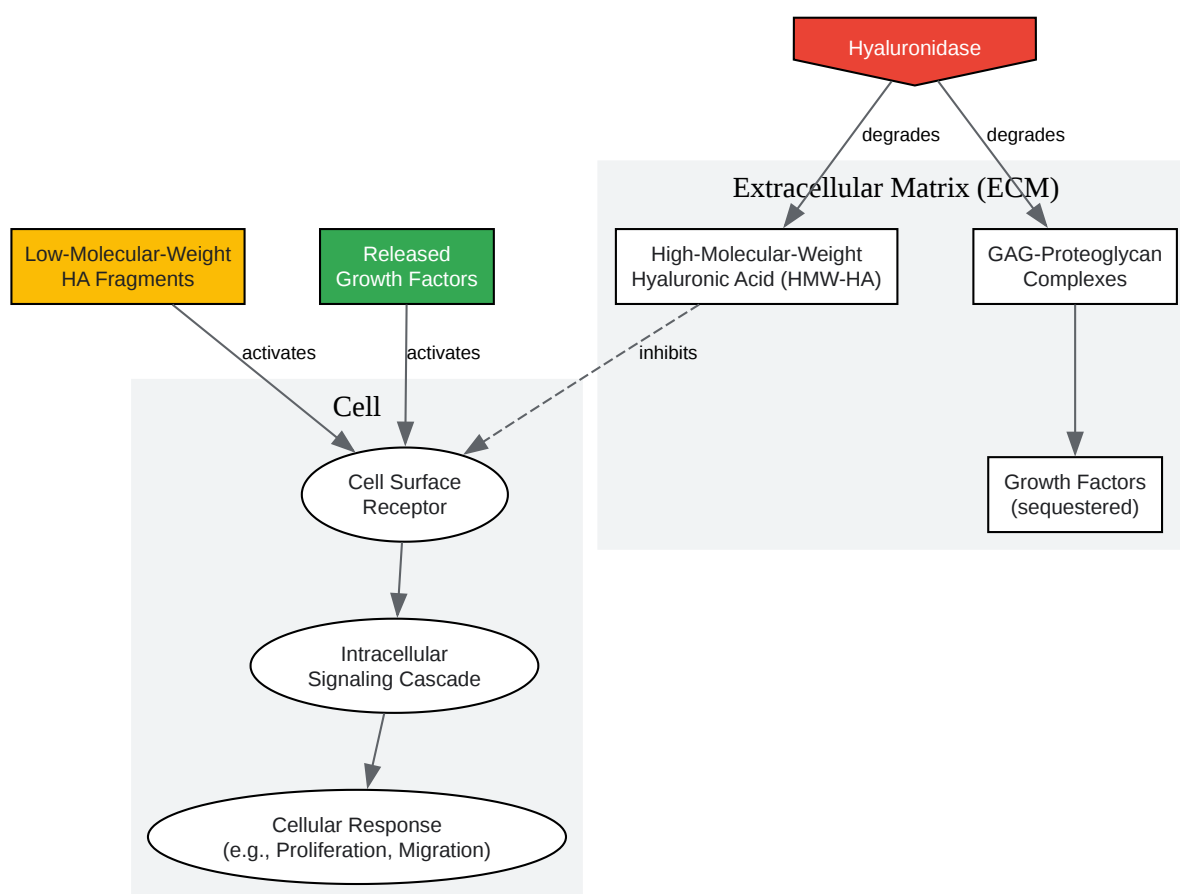 Hyaluronidase
degrades
degrades
Extracellular Matrix (ECM)
Low-Molecular-Weight
HA Fragments
Released
Growth Factors
High-Molecular-Weight
Hyaluronic Acid (HMW-HA)
GAG-Proteoglycan
Complexes
activates
activates
inhibits
Cell
Cell Surface
Receptor
Growth Factors
(sequestered)
Intracellular
Signaling Cascade
Cellular Response
(e.g., Proliferation, Migration)